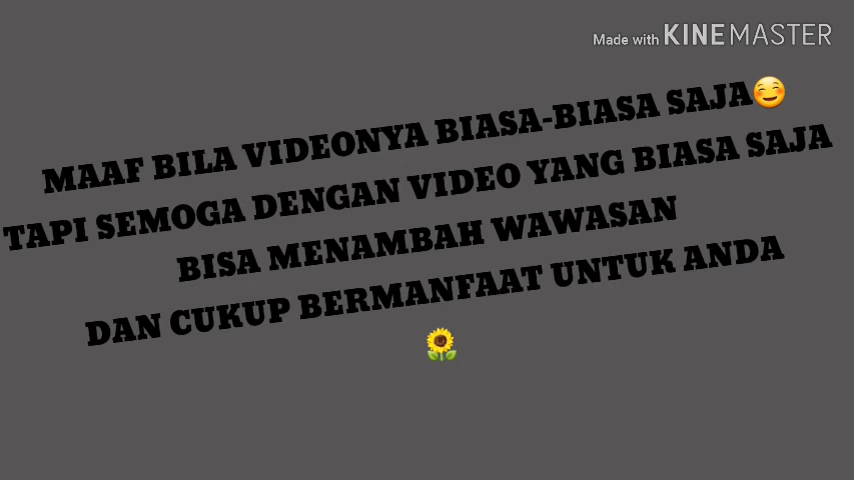 Made with KINEMASTER
MAAF BILA VIDEONYA BIASA-BIASA SAJA😊
TAPI SEMOGA DENGAN VIDEO YANG BIASA SAJA
BISA MENAMBAH WAWASAN
DAN CUKUP BERMANFAAT UNTUK ANDA
🌻